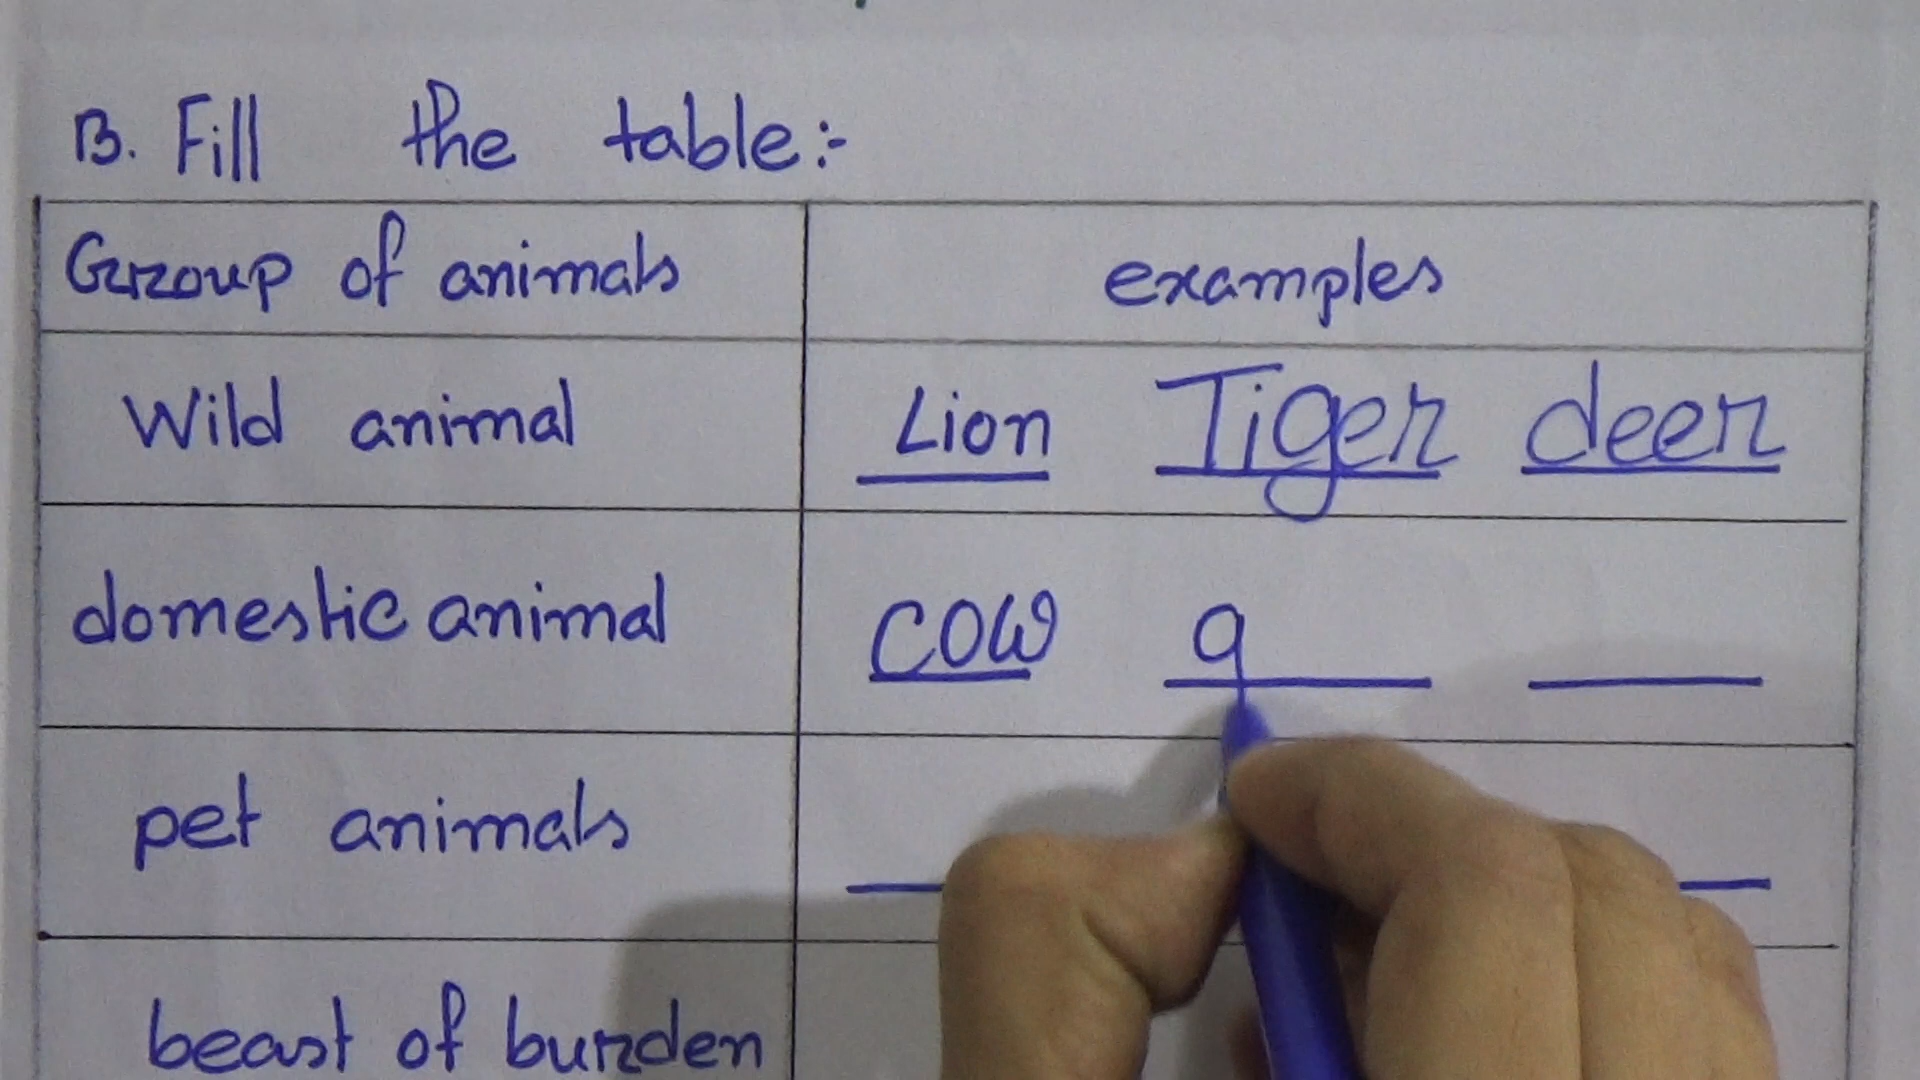 B. Fill the table:-
Group of animals examples
Wild animal Lion Tiger deer
domestic animal cow g
pet animals
beast of burden